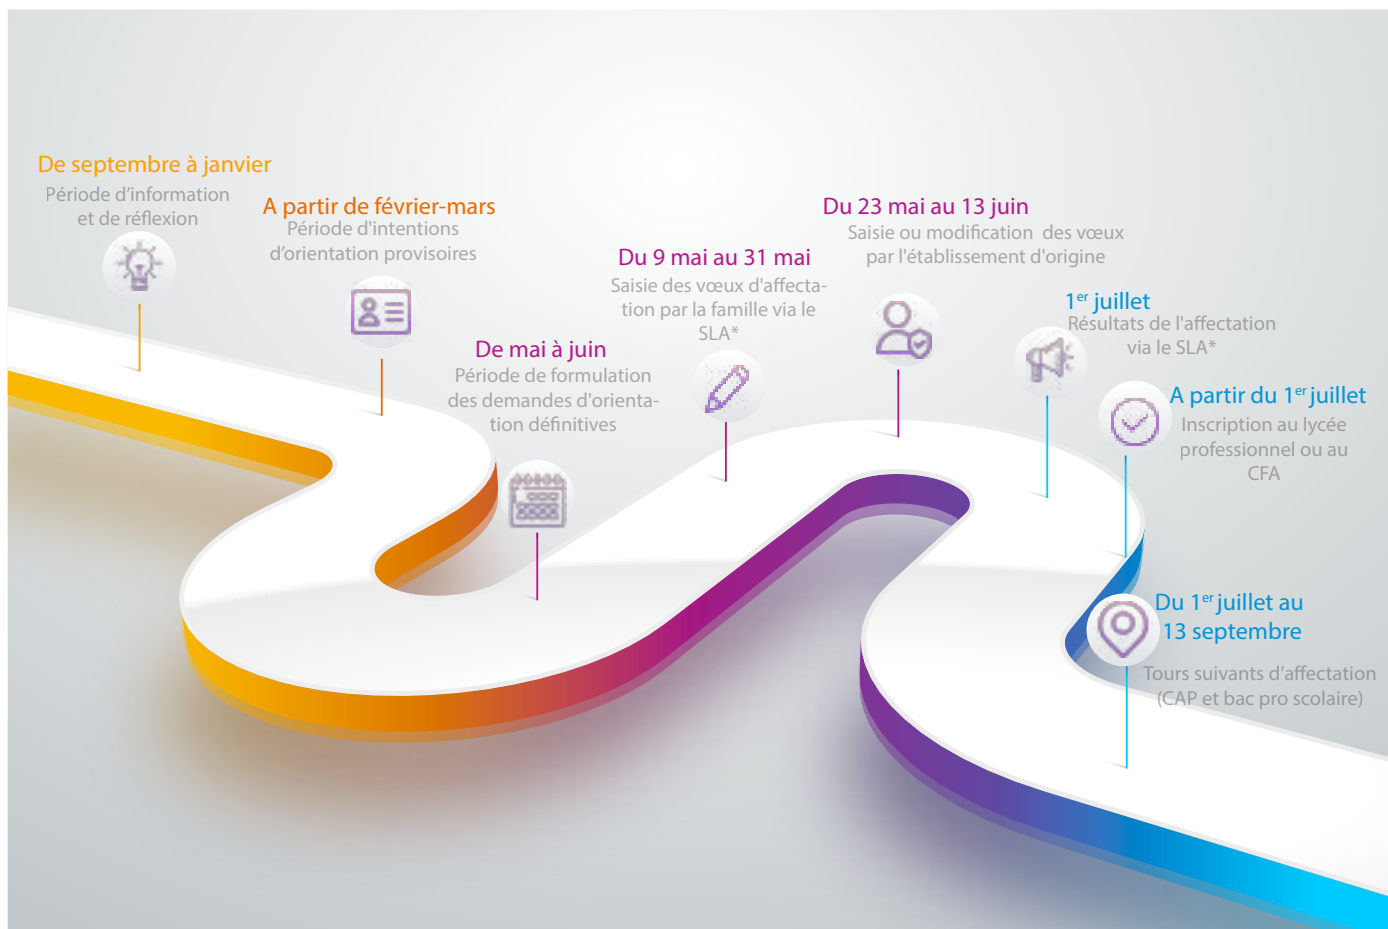 De septembre à janvier
Période d'information
et de réflexion
A partir de février-mars
Période d'intentions
d'orientation provisoires
De mai à juin
Période de formulation
des demandes d'orienta-
tion définitives
Du 9 mai au 31 mai
Saisie des vœux d'affecta-
tion par la famille via le
SLA*
Du 23 mai au 13 juin
Saisie ou modification des vœux
par l'établissement d'origine
1er juillet
Résultats de l'affectation
via le SLA*
A partir du 1er juillet
Inscription au lycée
professionnel ou au
CFA
Du 1er juillet au
13 septembre
Tours suivants d'affectation
(CAP et bac pro scolaire)